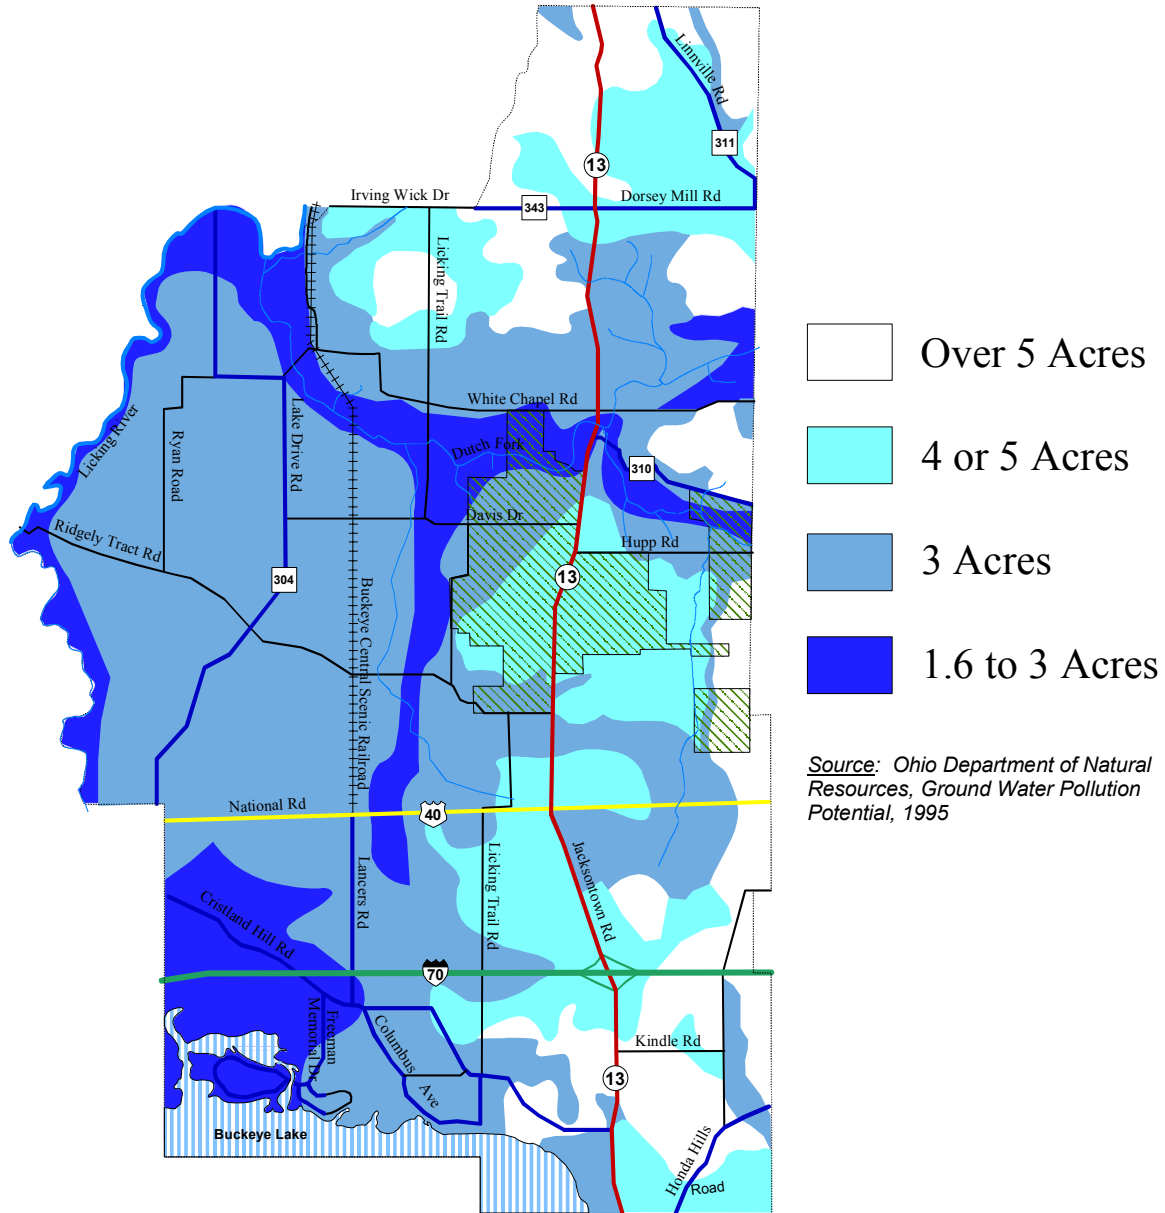 Linnville Rd
311
13
Irving Wick Dr
343
Dorsey Mill Rd
Licking Trail Rd
Over 5 Acres
White Chapel Rd
Lake Drive Rd
Licking River
Ryan Road
Dutch Fork
310
4 or 5 Acres
Davis Dr
Ridgely Tract Rd
Hupp Rd
304
13
3 Acres
Buckeye Central Scenic Railroad
1.6 to 3 Acres
Source: Ohio Department of Natural
Resources, Ground Water Pollution
Potential, 1995
National Rd
40
Jacksontown Rd
Licking Trail Rd
Lancers Rd
Cristland Hill Rd
70
Freeman
Memorial Dr
Columbus
Ave
Kindle Rd
13
Buckeye Lake
Honda Hills
Road